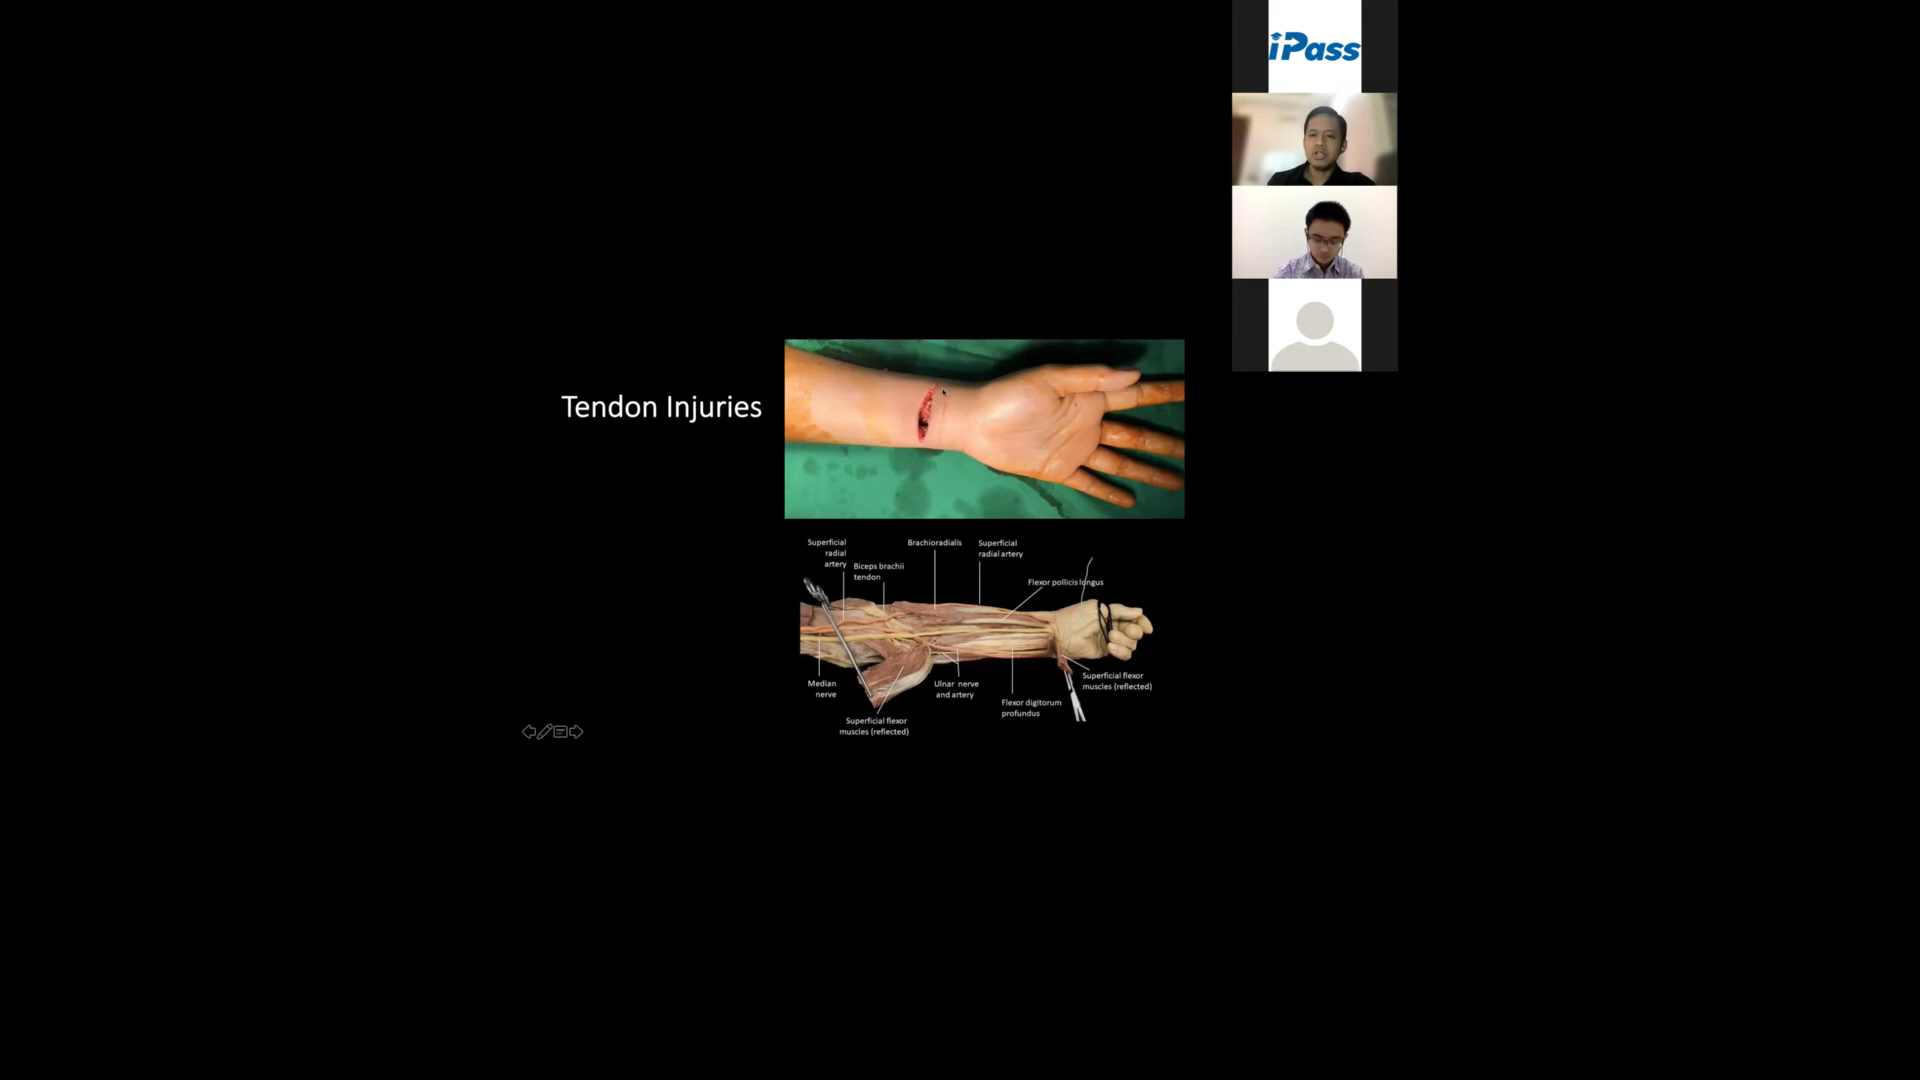 iPass
Tendon Injuries
Superficial
radial
artery
Biceps brachii
tendon
Brachioradialis
Superficial
radial artery
Flexor pollicis longus
Median
nerve
Superficial flexor
muscles (reflected)
Ulnar nerve
and artery
Flexor digitorum
profundus
Superficial flexor
muscles (reflected)